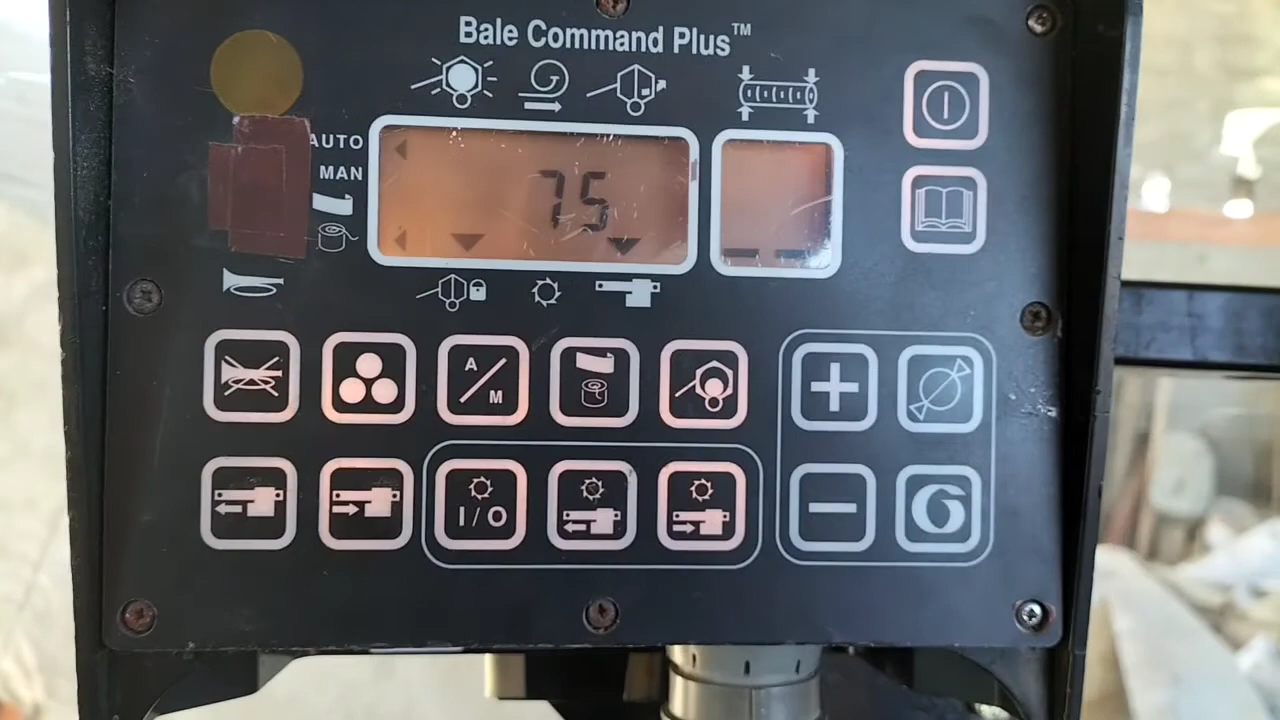 Bale Command Plus™
AUTO
MAN
75
– –
A/M
I/O